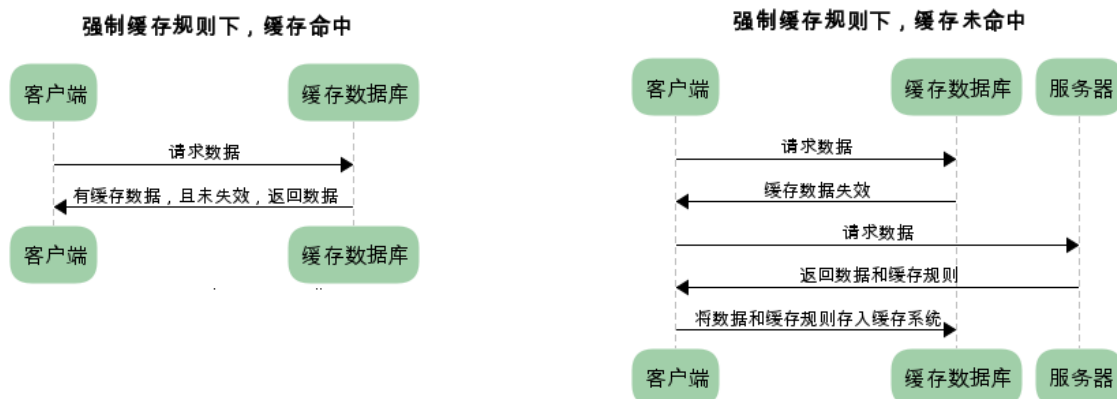 强制缓存规则下，缓存命中
客户端
缓存数据库
请求数据
有缓存数据，且未失效，返回数据
客户端
缓存数据库
强制缓存规则下，缓存未命中
客户端
缓存数据库
服务器
请求数据
缓存数据失效
请求数据
返回数据和缓存规则
将数据和缓存规则存入缓存系统
客户端
缓存数据库
服务器